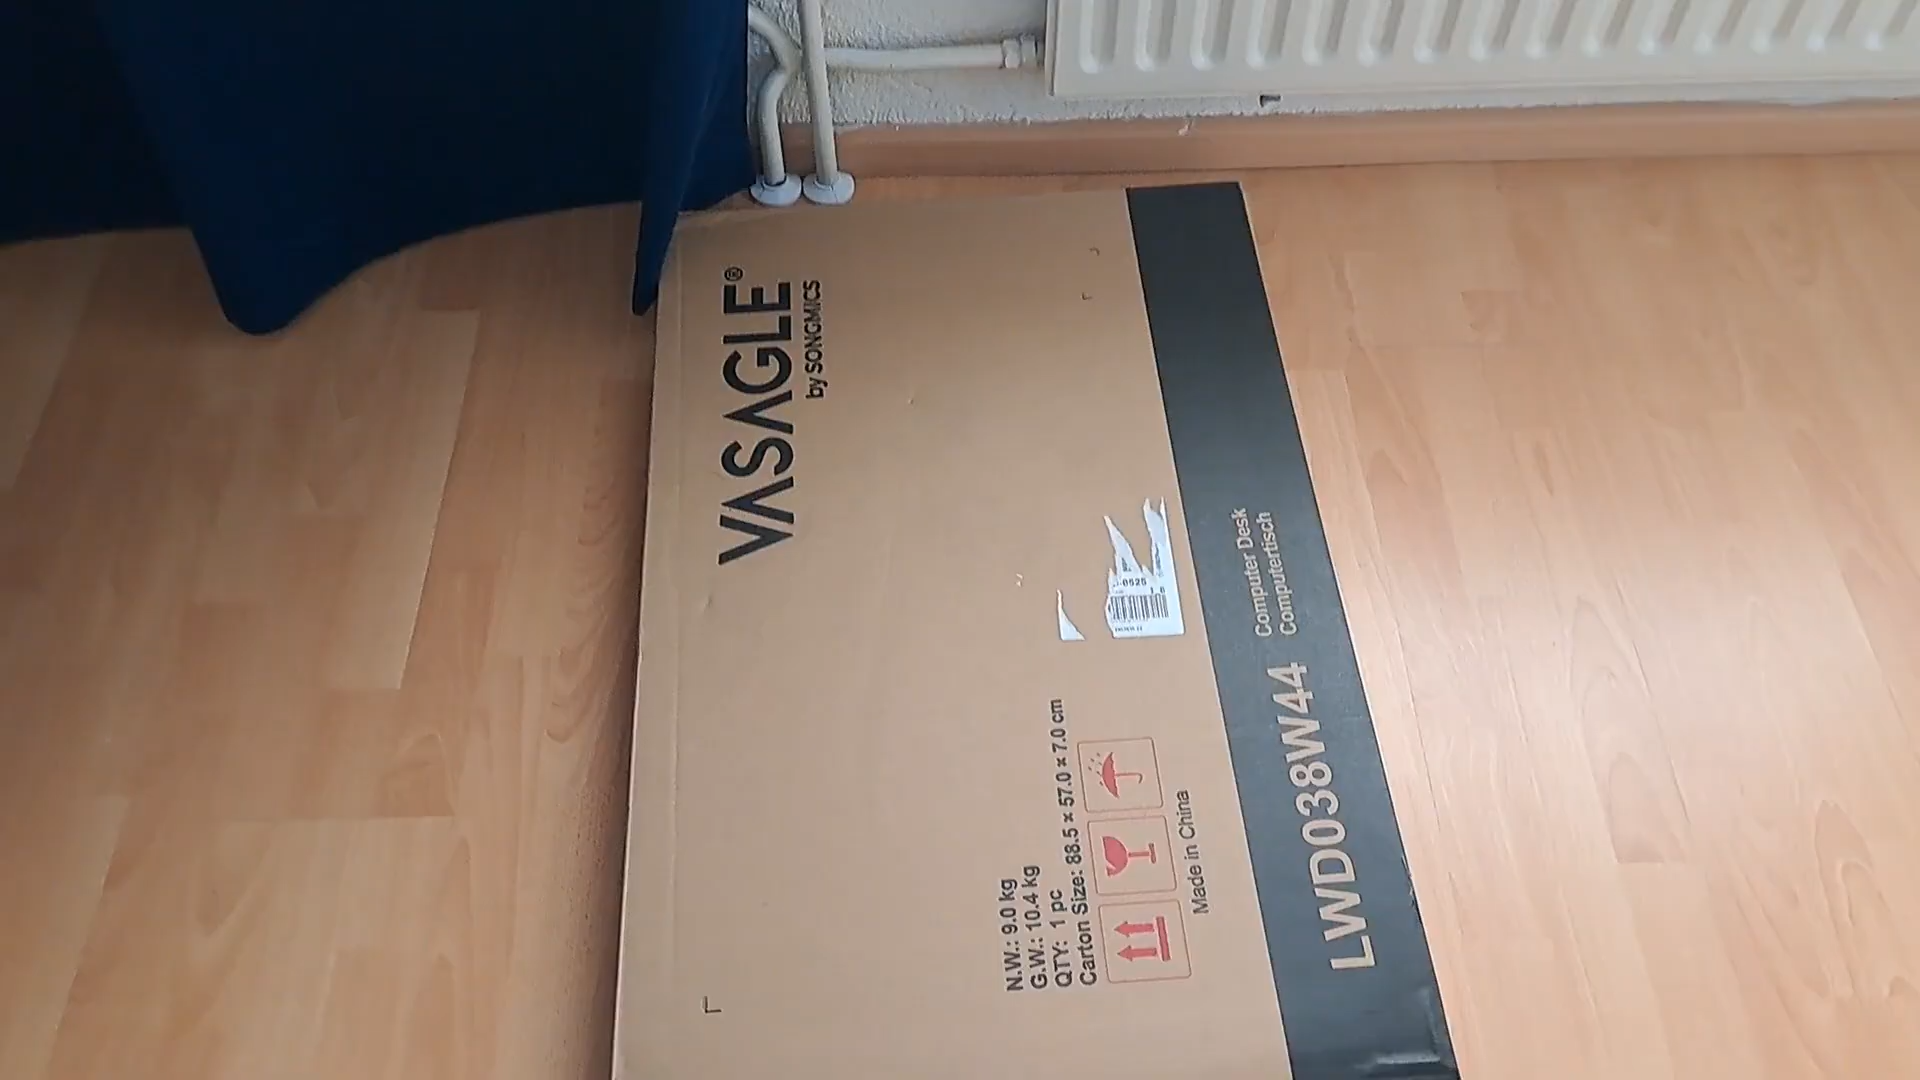 VASAGLE®
by SONGMICS
N.W.: 9.0 kg
G.W.: 10.4 kg
QTY: 1 pc
Carton Size: 88.5 × 57.0 × 7.0 cm
Made in China
-0525
LWD038W44
Computer Desk
Computertisch